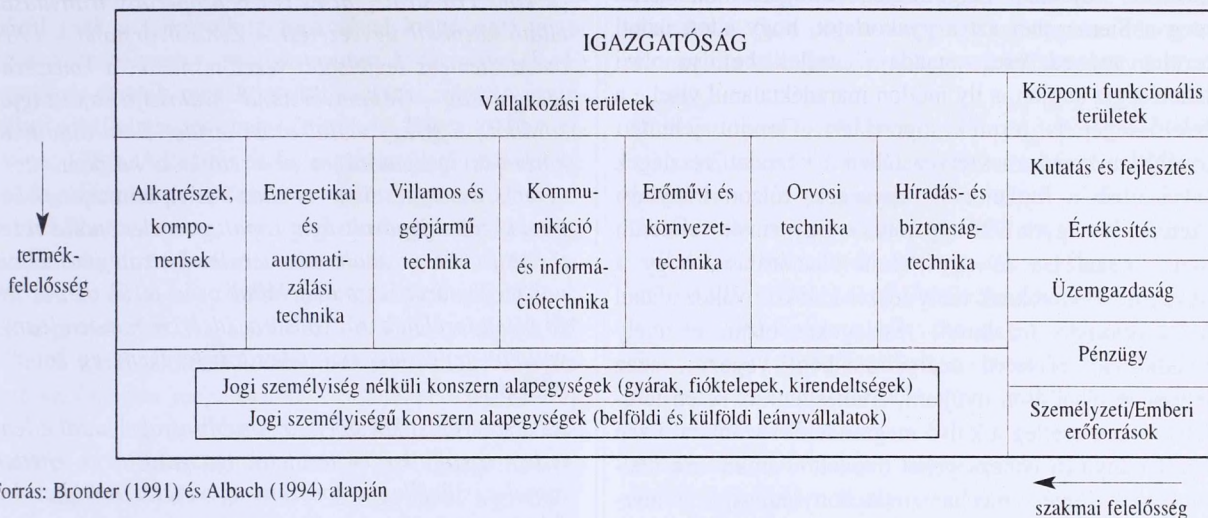 IGAZGATÓSÁG
Vállalkozási területek
Központi funkcionális
területek
termék-
felelősség
Alkatrészek,
kompo-
nensek
Energetikai
és
automati-
zálási
technika
Villamos és
gépjármű
technika
Kommu-
nikáció
és informá-
ciótechnika
Erőművi és
környezet-
technika
Orvosi
technika
Híradás- és
biztonság-
technika
Kutatás és fejlesztés
Értékesítés
Üzemgazdaság
Pénzügy
Személyzeti/Emberi
erőforrások
Jogi személyiség nélküli konszern alapegységek (gyárak, fióktelepek, kirendeltségek)
Jogi személyiségű konszern alapegységek (belföldi és külföldi leányvállalatok)
orrás: Bronder (1991) és Albach (1994) alapján
szakmai felelősség